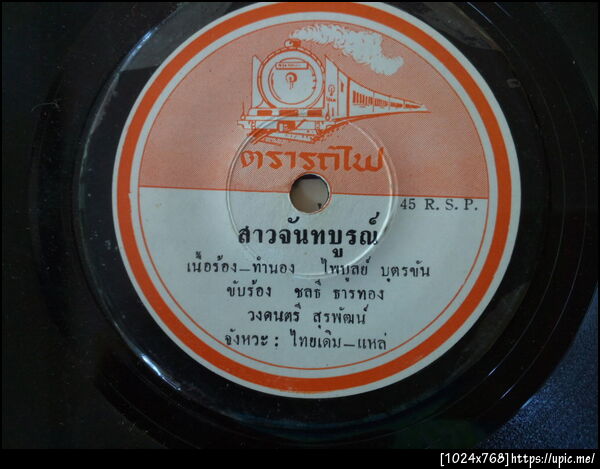 ตรารถไฟ
45 R. S. P.
สาวจันทบูรณ์
เนื้อร้อง—ทำนอง ไพบูลย์ บุตรขัน
ขับร้อง ชลธี ธารทอง
วงดนตรี สุรพัฒน์
จังหวะ : ไทยเดิม—แหล่
[1024x768]https://upic.me/